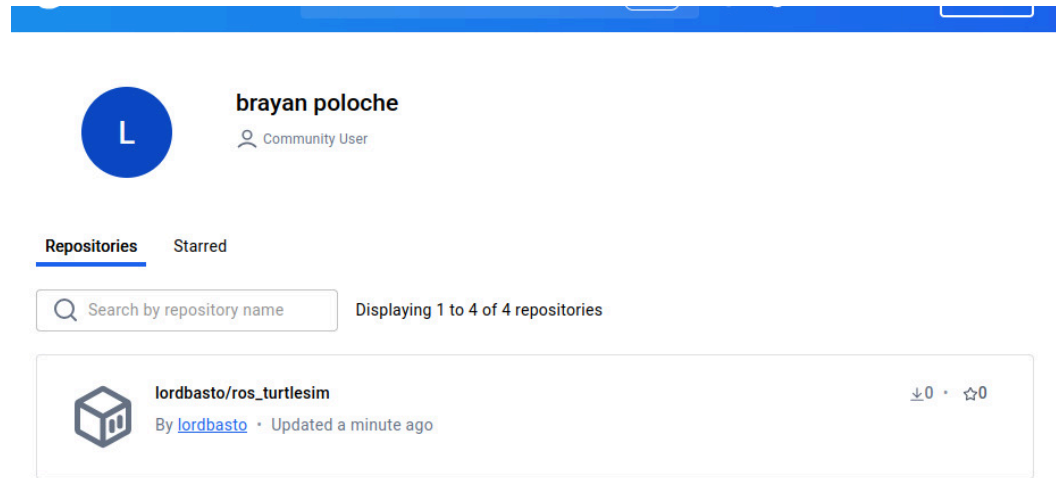 brayan poloche
L
Community User
Repositories Starred
Search by repository name Displaying 1 to 4 of 4 repositories
lordbasto/ros_turtlesim 0 · 0
By lordbasto · Updated a minute ago